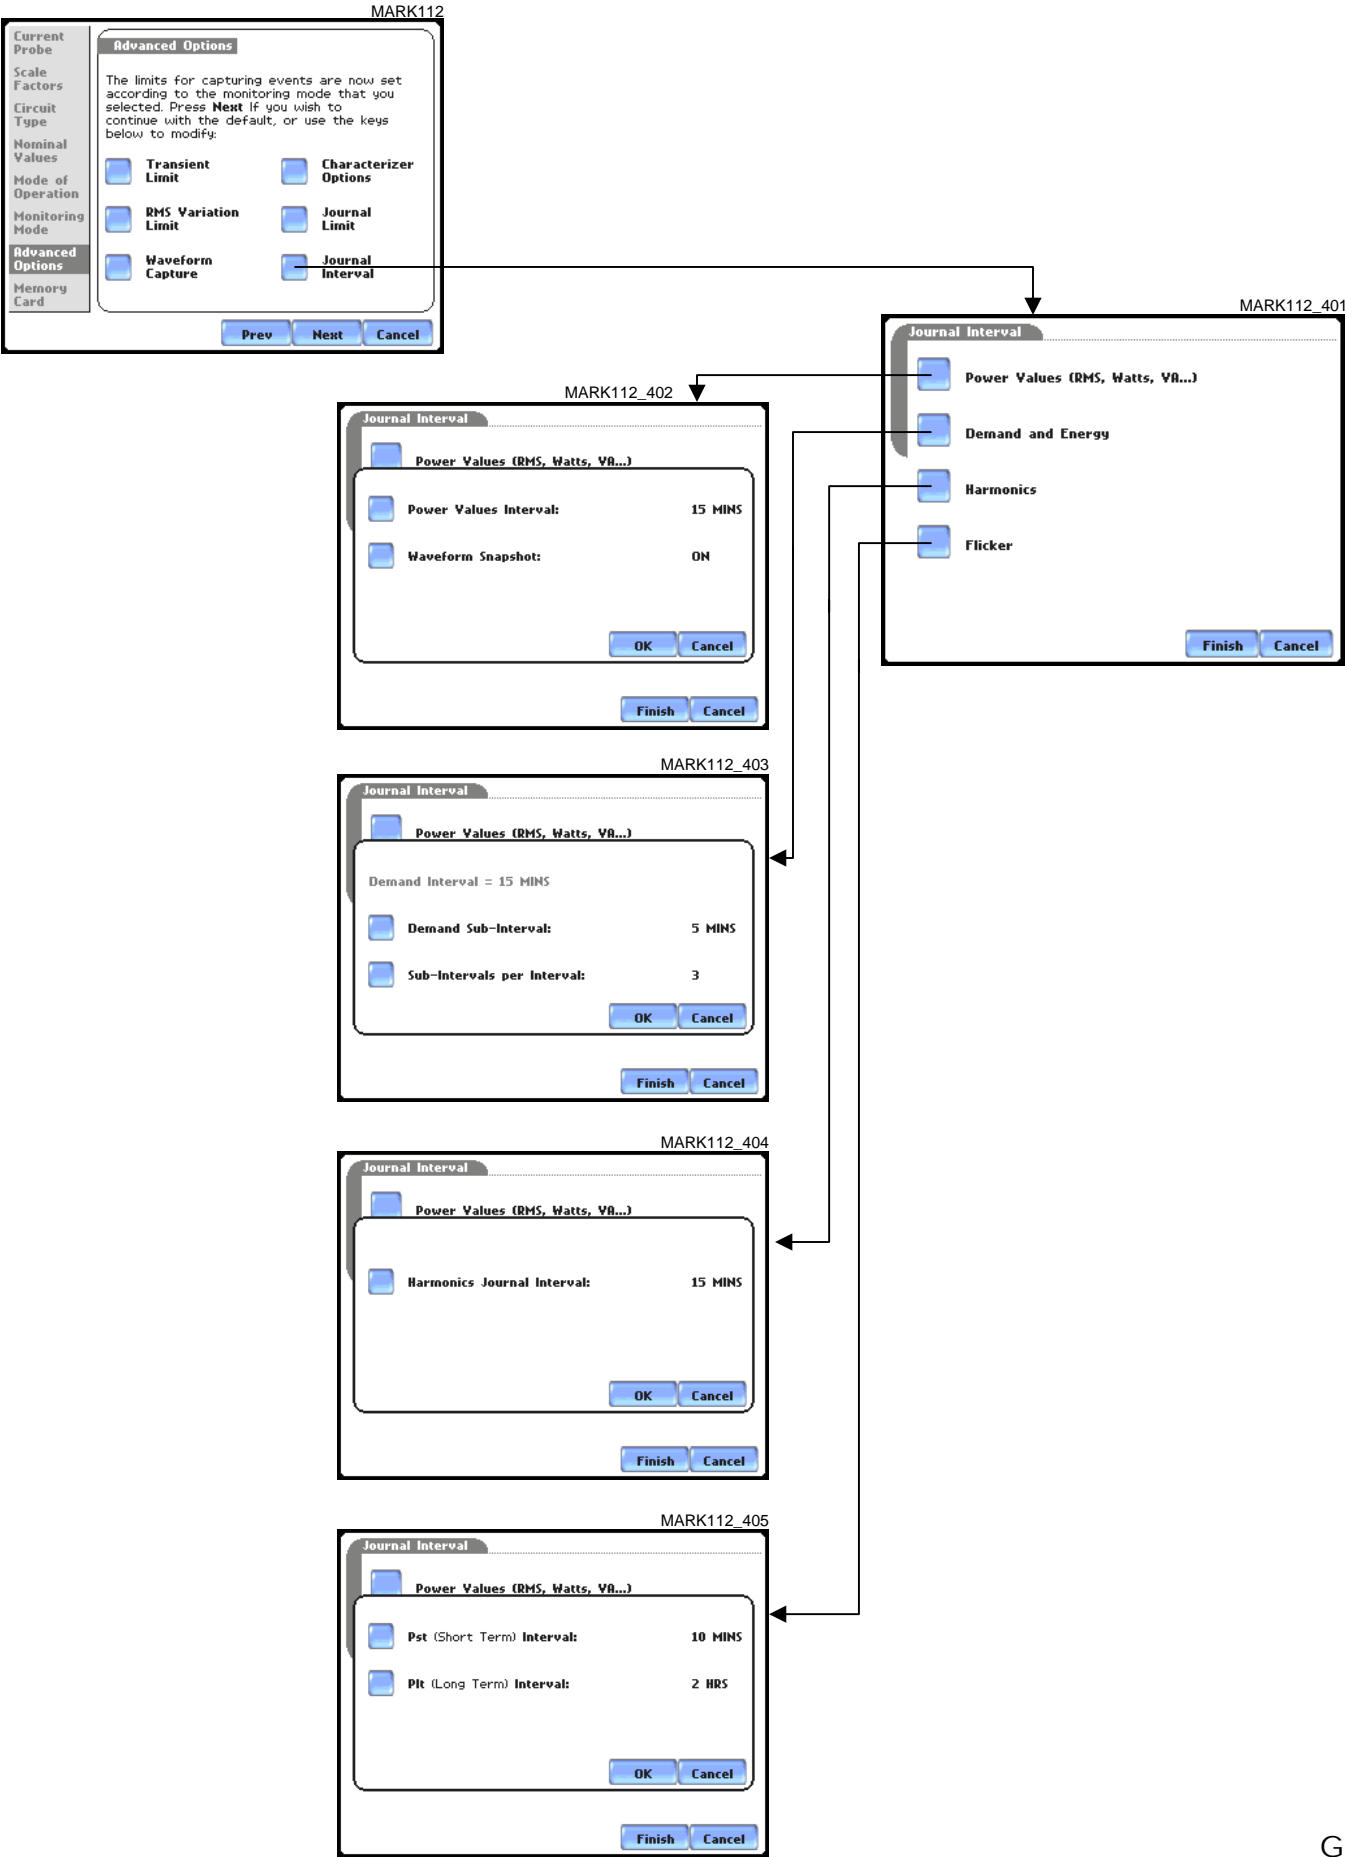 MARK112
Current
Probe
Scale
Factors
Circuit
Type
Nominal
Values
Mode of
Operation
Monitoring
Mode
Advanced
Options
Memory
Card
Advanced Options
The limits for capturing events are now set
according to the monitoring mode that you
selected. Press Next If you wish to
continue with the default, or use the keys
below to modify:
Transient
Limit
Characterizer
Options
RMS Variation
Limit
Journal
Limit
Waveform
Capture
Journal
Interval
Prev Next Cancel
MARK112_401
Journal Interval
Power Values (RMS, Watts, VA...)
Demand and Energy
Harmonics
Flicker
Finish Cancel
MARK112_402
Journal Interval
Power Values (RMS, Watts, VA...)
Power Values Interval: 15 MINS
Waveform Snapshot: ON
OK Cancel
Finish Cancel
MARK112_403
Journal Interval
Power Values (RMS, Watts, VA...)
Demand Interval = 15 MINS
Demand Sub-Interval: 5 MINS
Sub-Intervals per Interval: 3
OK Cancel
Finish Cancel
MARK112_404
Journal Interval
Power Values (RMS, Watts, VA...)
Harmonics Journal Interval: 15 MINS
OK Cancel
Finish Cancel
MARK112_405
Journal Interval
Power Values (RMS, Watts, VA...)
Pst (Short Term) Interval: 10 MINS
Plt (Long Term) Interval: 2 HRS
OK Cancel
Finish Cancel
G